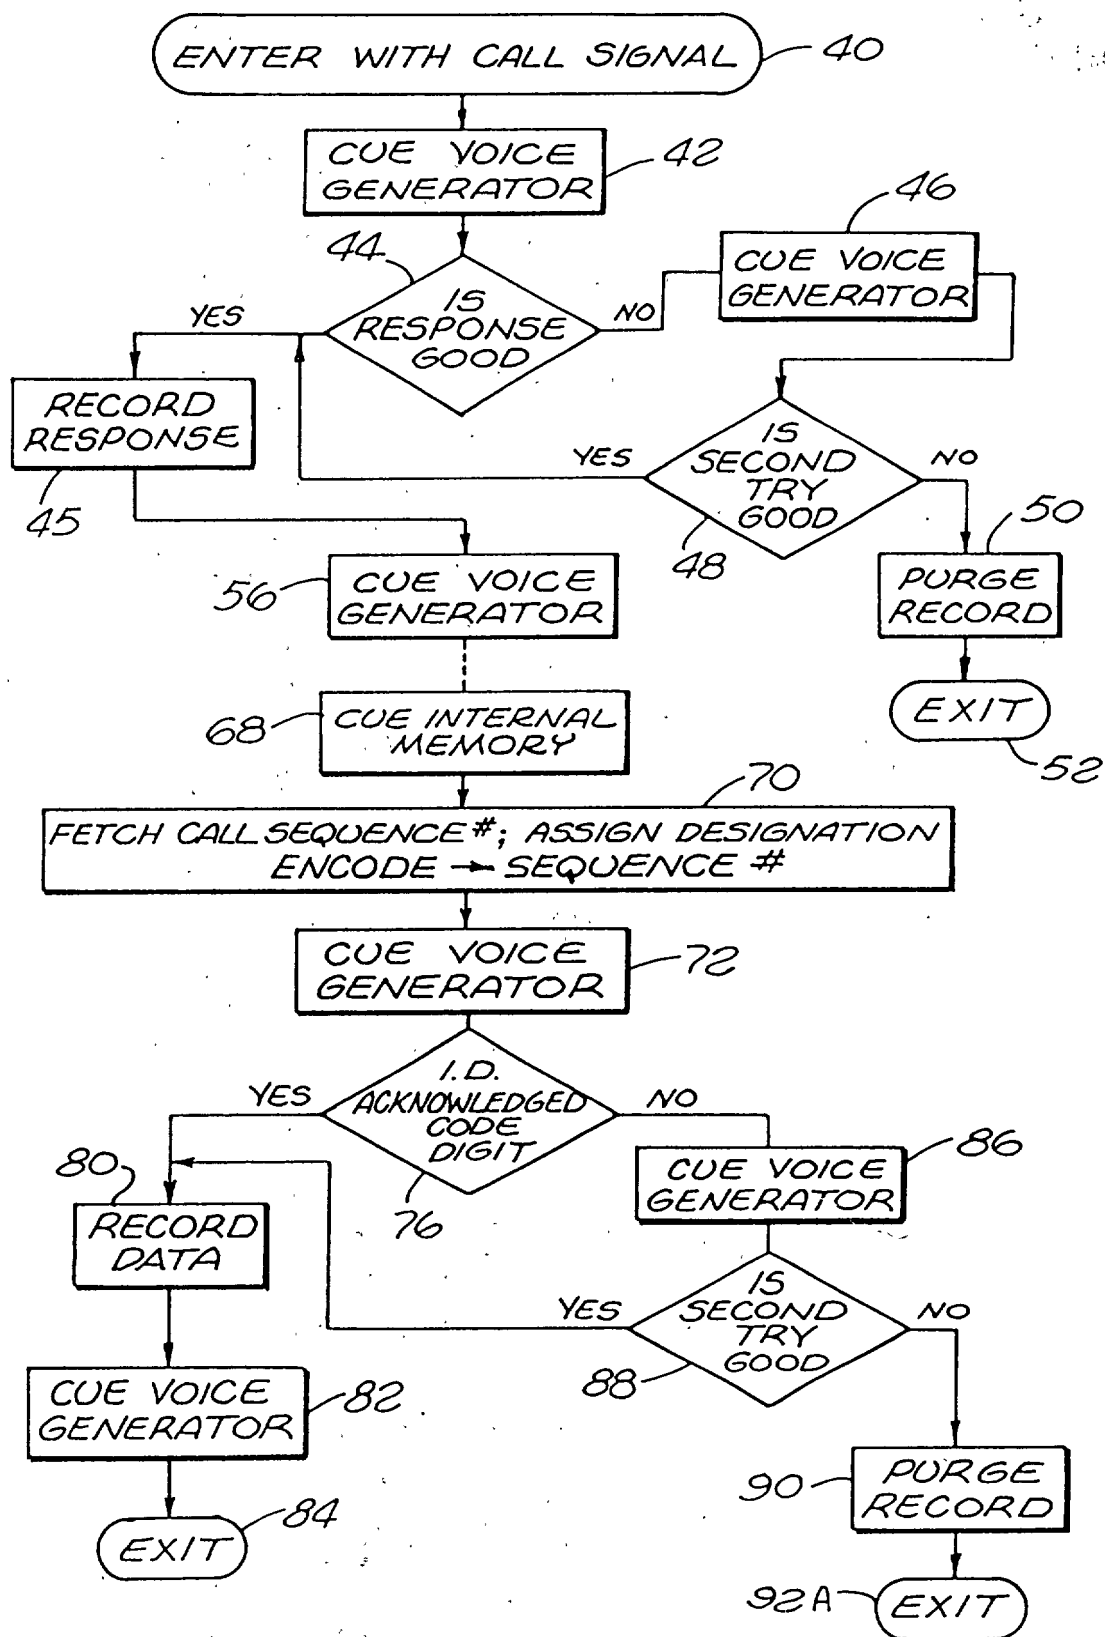 ENTER WITH CALL SIGNAL
40
CUE VOICE
GENERATOR
42
46
CUE VOICE
GENERATOR
44
IS
RESPONSE
GOOD
YES
NO
RECORD
RESPONSE
45
IS
SECOND
TRY
GOOD
YES
NO
48
50
PURGE
RECORD
EXIT
52
56
CUE VOICE
GENERATOR
68
CUE INTERNAL
MEMORY
70
FETCH CALL SEQUENCE #; ASSIGN DESIGNATION
ENCODE → SEQUENCE #
CUE VOICE
GENERATOR
72
I.D.
ACKNOWLEDGED
CODE
DIGIT
YES
NO
76
80
RECORD
DATA
86
CUE VOICE
GENERATOR
IS
SECOND
TRY
GOOD
YES
NO
88
CUE VOICE
GENERATOR
82
EXIT
84
90
PURGE
RECORD
92A
EXIT